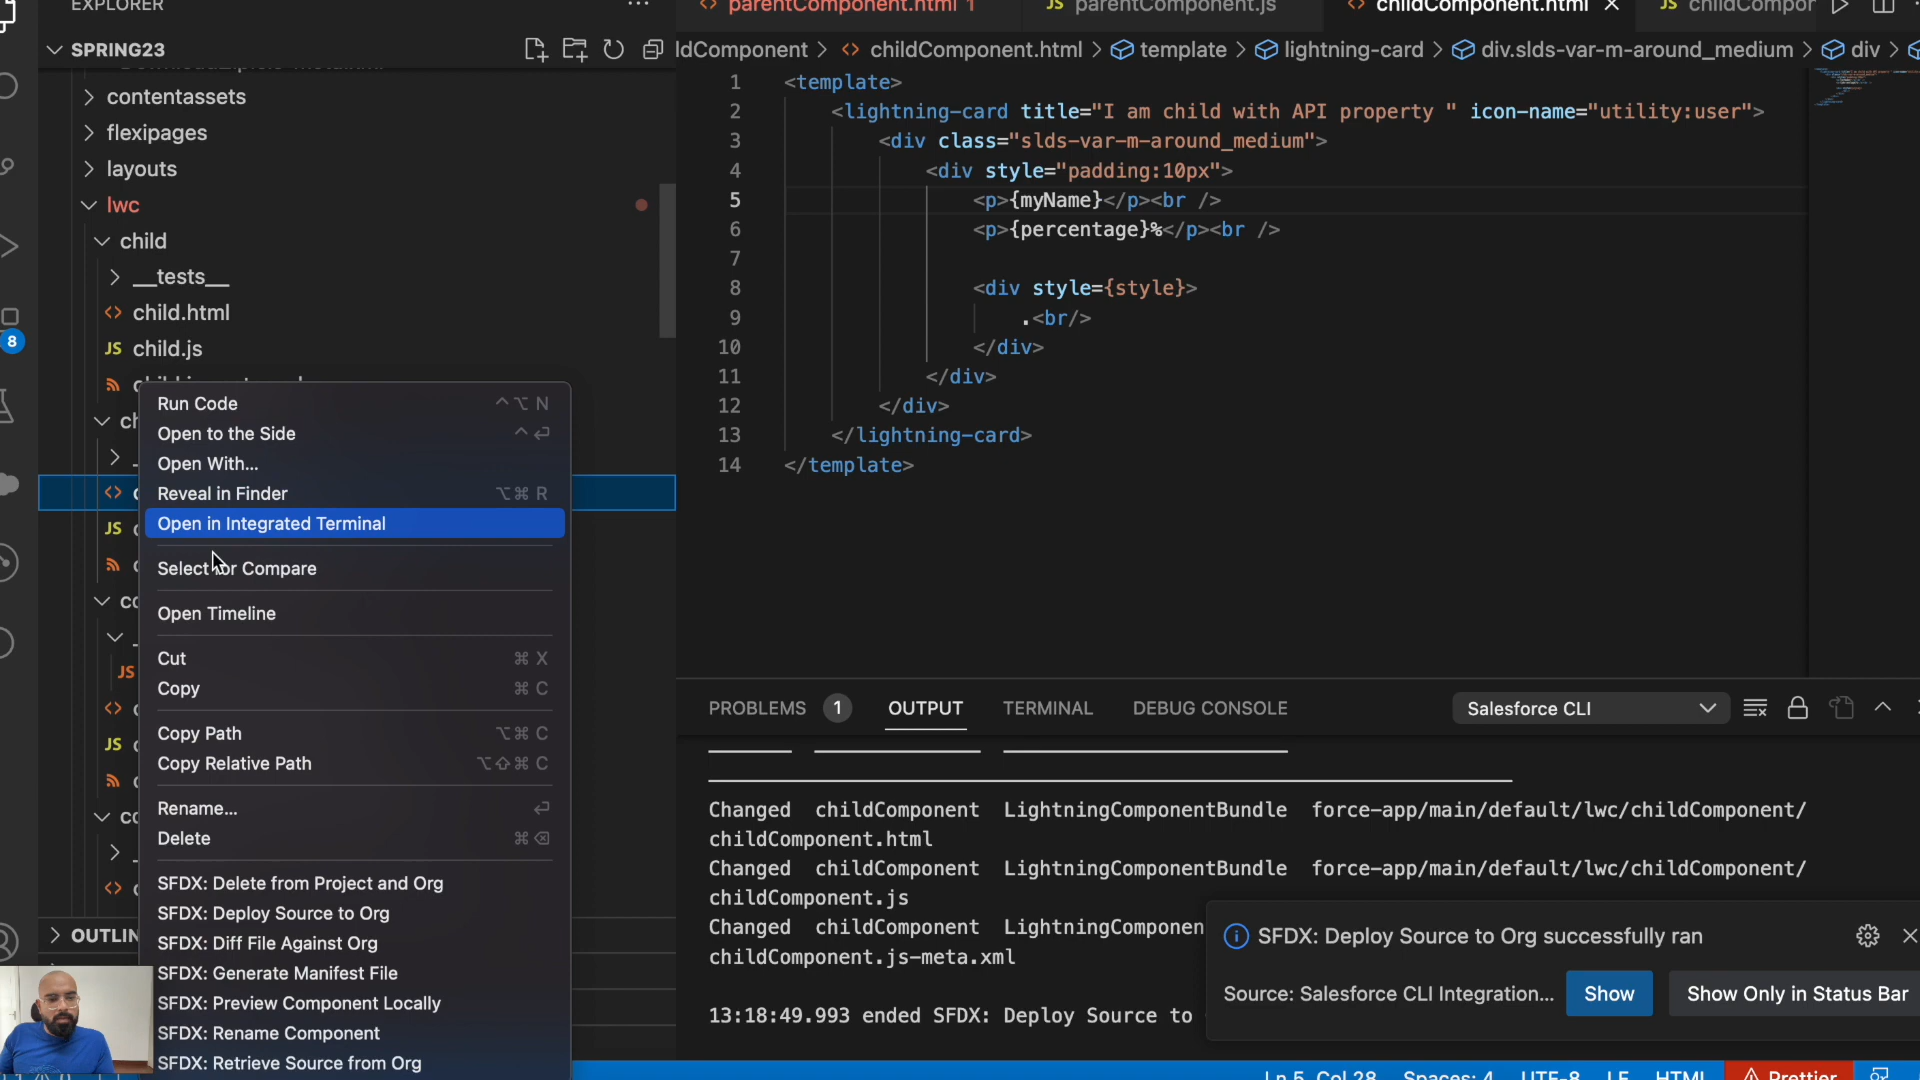 EXPLORER
SPRING23
contentassets
flexipages
layouts
lwc
child
__tests__
child.html
JS child.js
8
Run Code ^⌥ N
Open to the Side ^⏎
Open With...
Reveal in Finder ⌥⌘ R
Open in Integrated Terminal
Select for Compare
Open Timeline
Cut ⌘ X
Copy ⌘ C
Copy Path ⌥⌘ C
Copy Relative Path ⌥⇧⌘ C
Rename... ⏎
Delete ⌘⌫
SFDX: Delete from Project and Org
SFDX: Deploy Source to Org
SFDX: Diff File Against Org
SFDX: Generate Manifest File
SFDX: Preview Component Locally
SFDX: Rename Component
SFDX: Retrieve Source from Org
JS
JS
JS
OUTLIN
parentComponent.html 1 JS parentComponent.js childComponent.html JS childCompor
ldComponent > childComponent.html > template > lightning-card > div.slds-var-m-around_medium > div >
1 <template>
2 <lightning-card title="I am child with API property " icon-name="utility:user">
3 <div class="slds-var-m-around_medium">
4 <div style="padding:10px">
5 <p>{myName}</p><br />
6 <p>{percentage}%</p><br />
7
8 <div style={style}>
9 .<br/>
10 </div>
11 </div>
12 </div>
13 </lightning-card>
14 </template>
PROBLEMS 1 OUTPUT TERMINAL DEBUG CONSOLE Salesforce CLI
Changed childComponent LightningComponentBundle force-app/main/default/lwc/childComponent/
childComponent.html
Changed childComponent LightningComponentBundle force-app/main/default/lwc/childComponent/
childComponent.js
Changed childComponent LightningComponen
childComponent.js-meta.xml
13:18:49.993 ended SFDX: Deploy Source to
SFDX: Deploy Source to Org successfully ran
Source: Salesforce CLI Integration... Show Show Only in Status Bar
Ln 5, Col 28 Spaces: 4 UTF-8 LF HTML Prettier